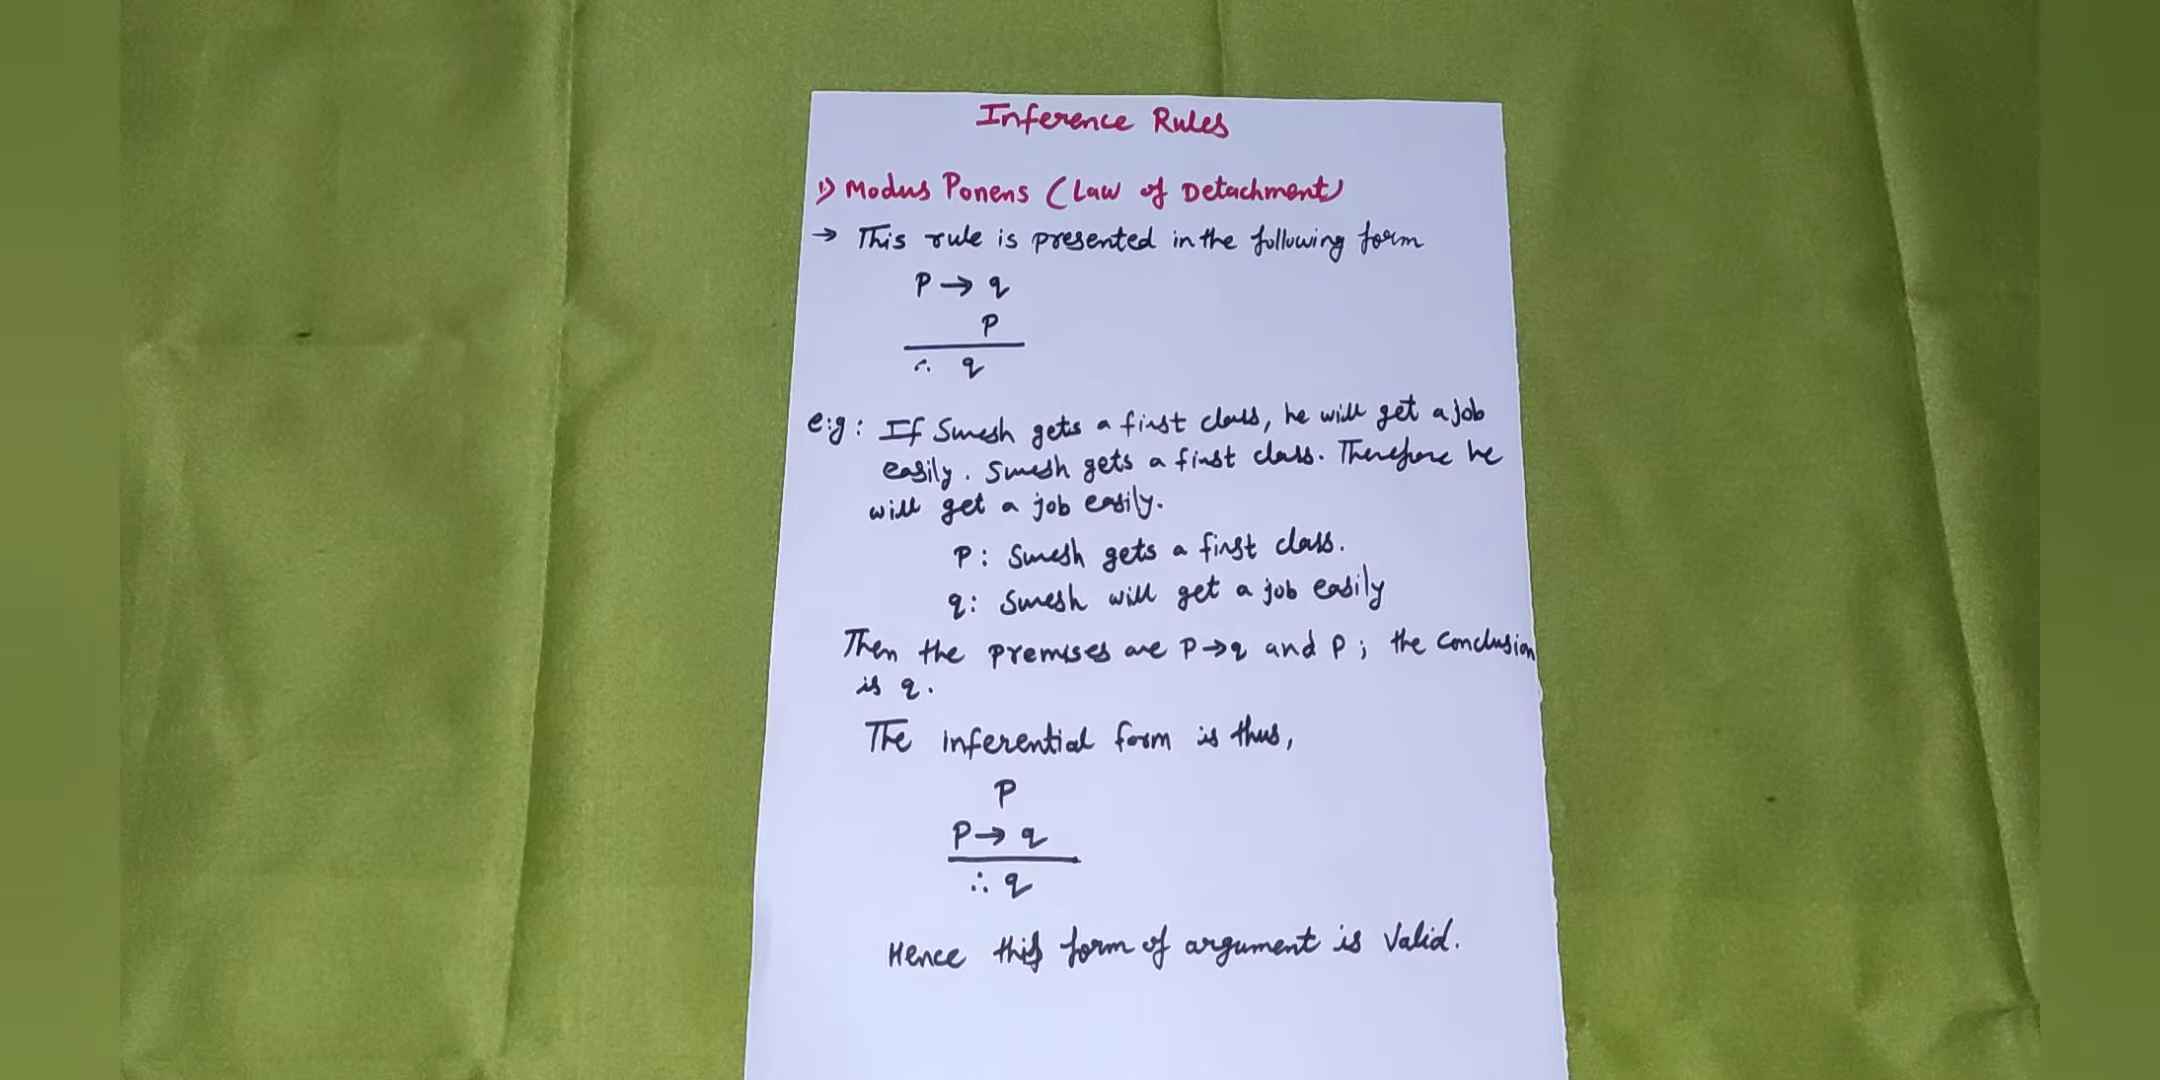 Inference Rules
1) Modus Ponens (Law of Detachment)
→ This rule is presented in the following form
P → q
P
∴ q
e:g: If Suresh gets a first class, he will get a job
easily. Suresh gets a first class. Therefore he
will get a job easily.
P: Suresh gets a first class.
q: Suresh will get a job easily
Then the premises are P→q and P; the conclusion
is q.
The inferential form is thus,
P
P → q
∴ q
Hence this form of argument is valid.